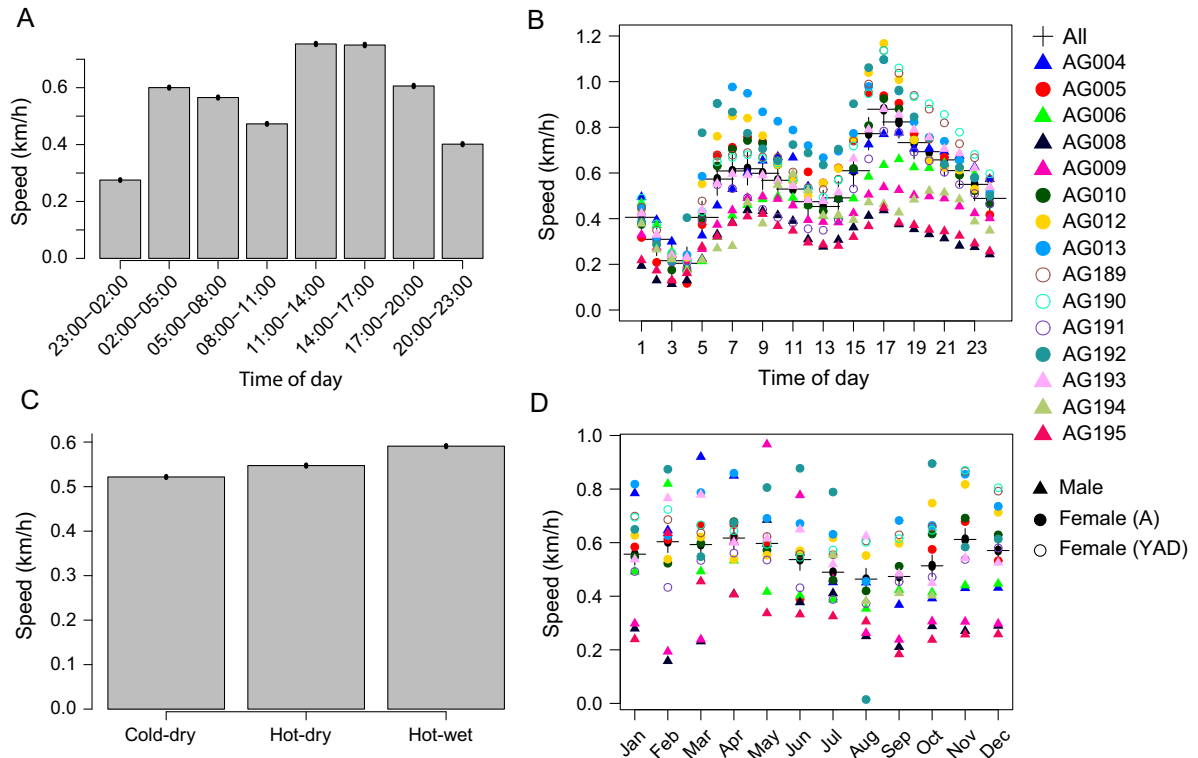 A
Speed (km/h)
0.6
0.4
0.2
0.0
23:00–02:00
02:00–05:00
05:00–08:00
08:00–11:00
11:00–14:00
14:00–17:00
17:00–20:00
20:00–23:00
Time of day
B
Speed (km/h)
1.2
1.0
0.8
0.6
0.4
0.2
0.0
1 3 5 7 9 11 13 15 17 19 21 23
Time of day
All
AG004
AG005
AG006
AG008
AG009
AG010
AG012
AG013
AG189
AG190
AG191
AG192
AG193
AG194
AG195
Male
Female (A)
Female (YAD)
C
Speed (km/h)
0.6
0.5
0.4
0.3
0.2
0.1
0.0
Cold-dry Hot-dry Hot-wet
D
Speed (km/h)
1.0
0.8
0.6
0.4
0.2
0.0
Jan Feb Mar Apr May Jun Jul Aug Sep Oct Nov Dec